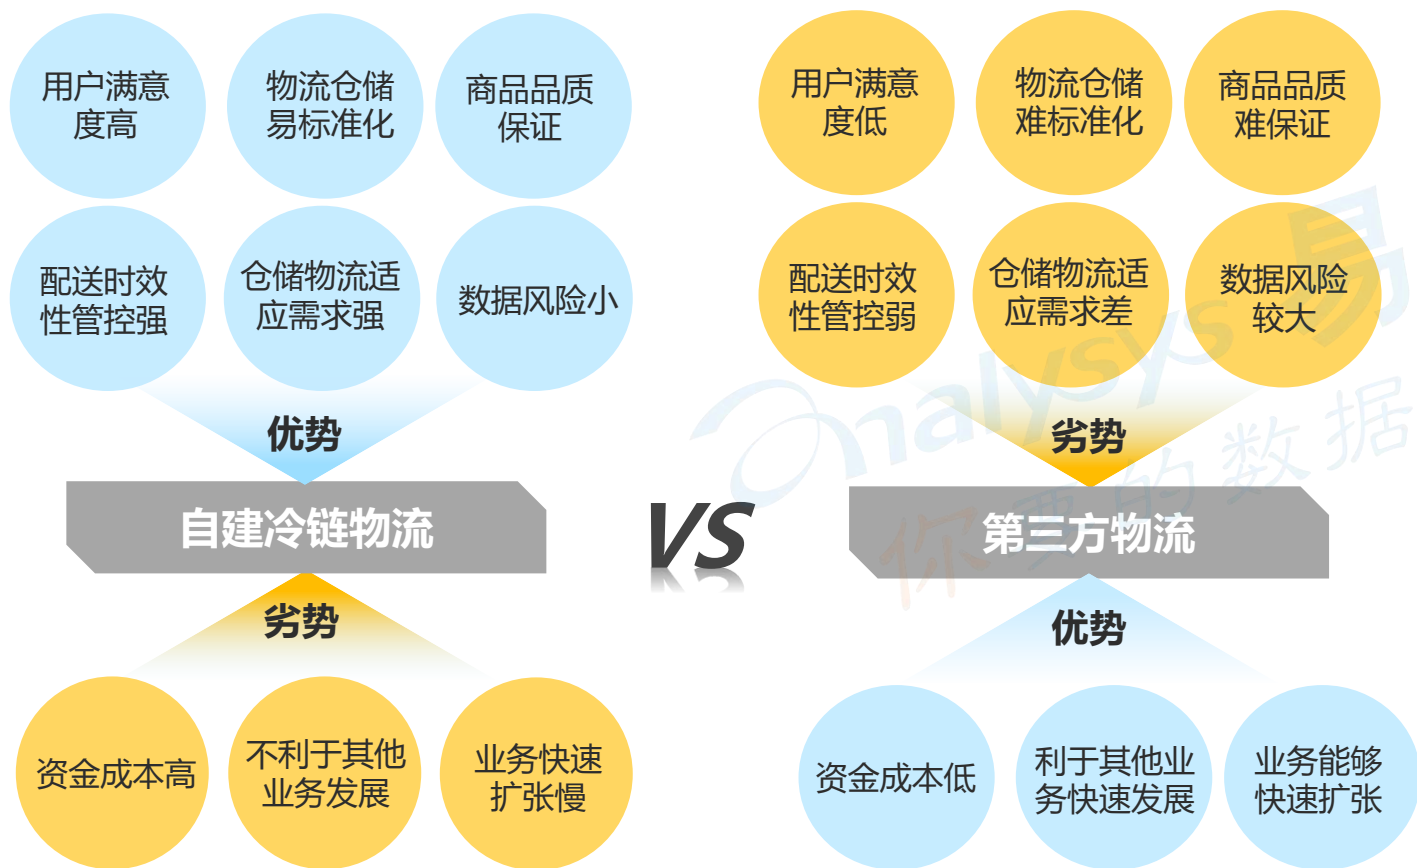 用户满意
度高
物流仓储
易标准化
商品品质
保证
配送时效
性管控强
仓储物流适
应需求强
数据风险小
优势
自建冷链物流
劣势
资金成本高
不利于其他
业务发展
业务快速
扩张慢
VS
用户满意
度低
物流仓储
难标准化
商品品质
难保证
配送时效
性管控弱
仓储物流适
应需求差
数据风险
较大
劣势
第三方物流
优势
资金成本低
利于其他业
务快速发展
业务能够
快速扩张
analysys 易
你要的数据